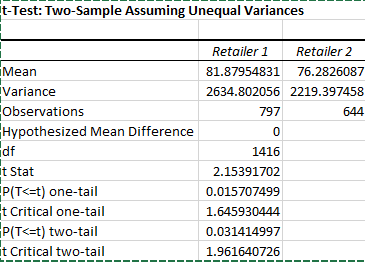 t-Test: Two-Sample Assuming Unequal Variances
Retailer 1 Retailer 2
Mean 81.87954831 76.2826087
Variance 2634.802056 2219.397458
Observations 797 644
Hypothesized Mean Difference 0
df 1416
t Stat 2.15391702
P(T<=t) one-tail 0.015707499
t Critical one-tail 1.645930444
P(T<=t) two-tail 0.031414997
t Critical two-tail 1.961640726